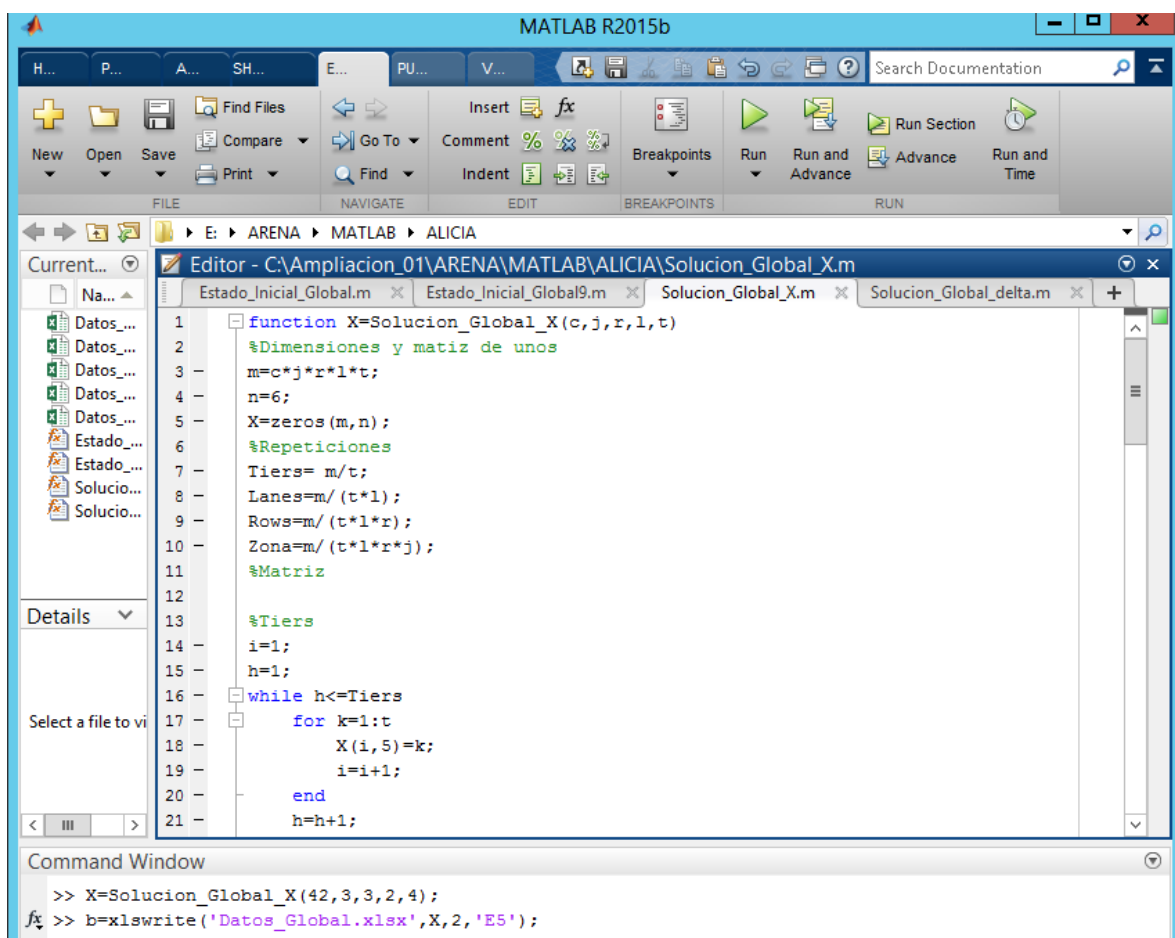 MATLAB R2015b
H... P... A... SH... E... PU... V... Search Documentation
Find Files Insert fx
New Open Save Compare Go To Comment Breakpoints Run Run and Advance Run Section Advance Run and Time
Print Find Indent
FILE NAVIGATE EDIT BREAKPOINTS RUN
E: ARENA MATLAB ALICIA
Current... Editor - C:\Ampliacion_01\ARENA\MATLAB\ALICIA\Solucion_Global_X.m
Na... Estado_Inicial_Global.m Estado_Inicial_Global9.m Solucion_Global_X.m Solucion_Global_delta.m +
Datos_...
Datos_...
Datos_...
Datos_...
Datos_...
Estado_...
Estado_...
Solucio...
Solucio...
Details
Select a file to vi
1 function X=Solucion_Global_X(c,j,r,l,t)
2 %Dimensiones y matiz de unos
3 – m=c*j*r*l*t;
4 – n=6;
5 – X=zeros(m,n);
6 %Repeticiones
7 – Tiers= m/t;
8 – Lanes=m/(t*l);
9 – Rows=m/(t*l*r);
10 – Zona=m/(t*l*r*j);
11 %Matriz
12
13 %Tiers
14 – i=1;
15 – h=1;
16 – while h<=Tiers
17 – for k=1:t
18 – X(i,5)=k;
19 – i=i+1;
20 – end
21 – h=h+1;
Command Window
>> X=Solucion_Global_X(42,3,3,2,4);
fx >> b=xlswrite('Datos_Global.xlsx',X,2,'E5');